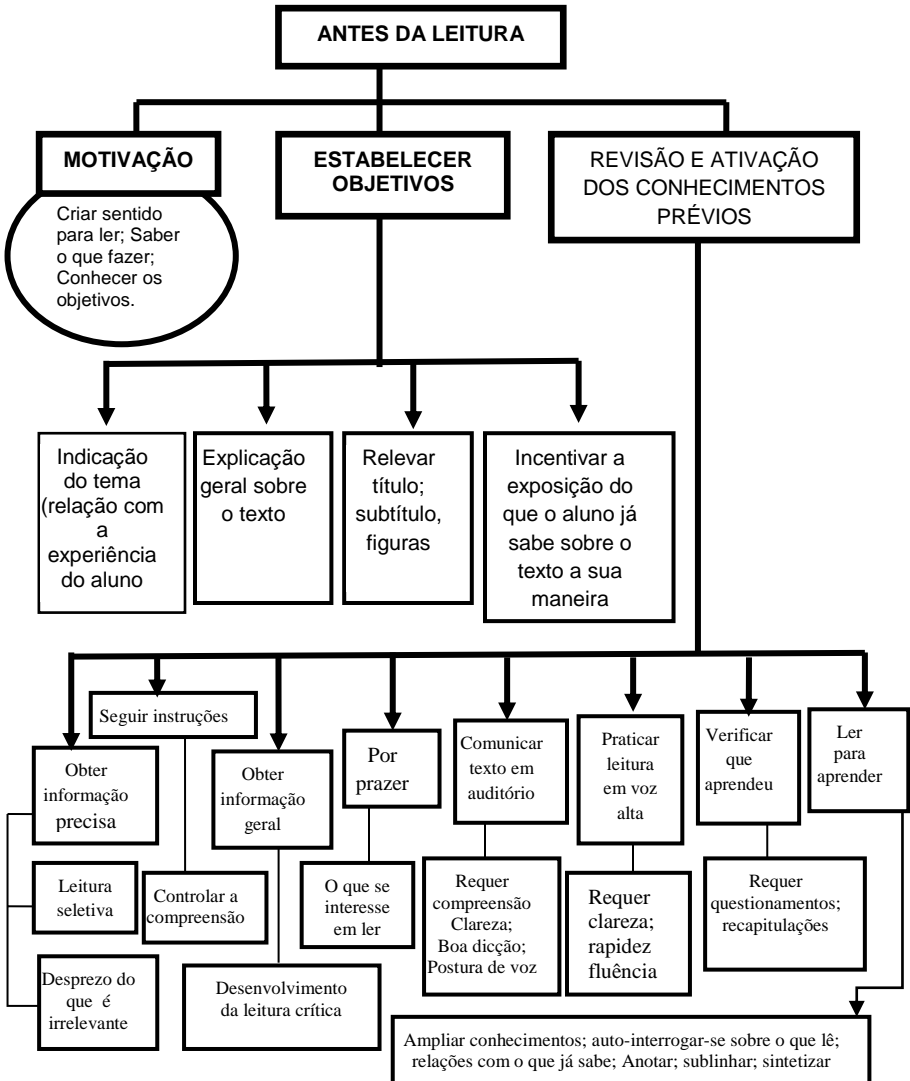 ANTES DA LEITURA
MOTIVAÇÃO
Criar sentido
para ler; Saber
o que fazer;
Conhecer os
objetivos.
ESTABELECER
OBJETIVOS
REVISÃO E ATIVAÇÃO
DOS CONHECIMENTOS
PRÉVIOS
Indicação
do tema
(relação com
a
experiência
do aluno
Explicação
geral sobre
o texto
Relevar
título;
subtítulo,
figuras
Incentivar a
exposição do
que o aluno já
sabe sobre o
texto a sua
maneira
Obter
informação
precisa
Leitura
seletiva
Desprezo do
que é
irrelevante
Seguir instruções
Controlar a
compreensão
Obter
informação
geral
Desenvolvimento
da leitura crítica
Por
prazer
O que se
interesse
em ler
Comunicar
texto em
auditório
Requer
compreensão
Clareza;
Boa dicção;
Postura de voz
Praticar
leitura
em voz
alta
Requer
clareza;
rapidez
fluência
Verificar
que
aprendeu
Requer
questionamentos;
recapitulações
Ler
para
aprender
Ampliar conhecimentos; auto-interrogar-se sobre o que lê;
relações com o que já sabe; Anotar; sublinhar; sintetizar